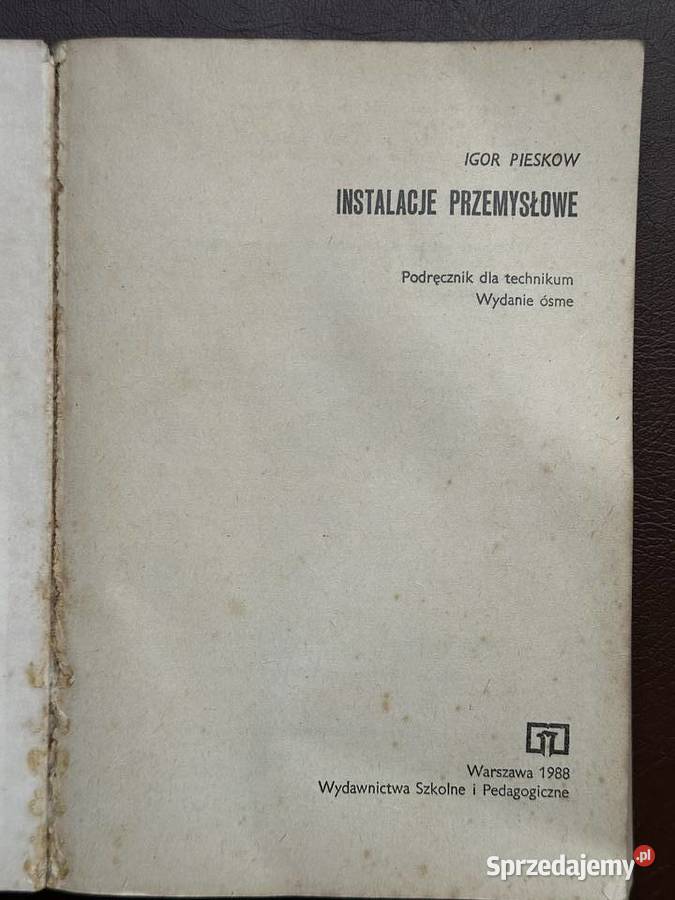 IGOR PIESKOW
INSTALACJE PRZEMYSŁOWE
Podręcznik dla technikum
Wydanie ósme
Warszawa 1988
Wydawnictwa Szkolne i Pedagogiczne
Sprzedajemy.pl